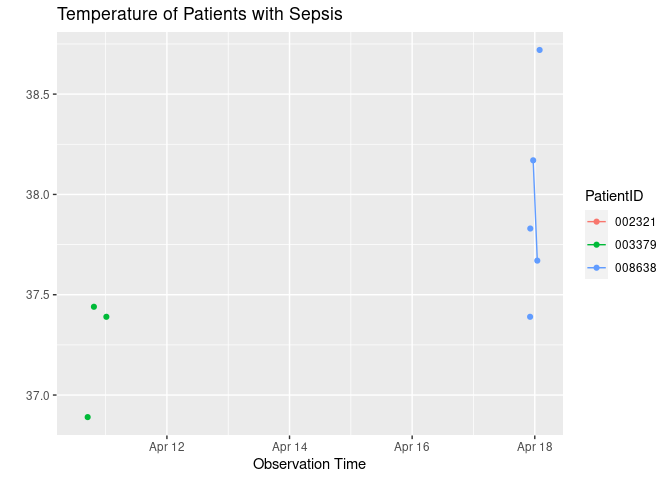 Temperature of Patients with Sepsis
38.5
38.0
37.5
37.0
Apr 12 Apr 14 Apr 16 Apr 18
Observation Time
PatientID
002321
003379
008638